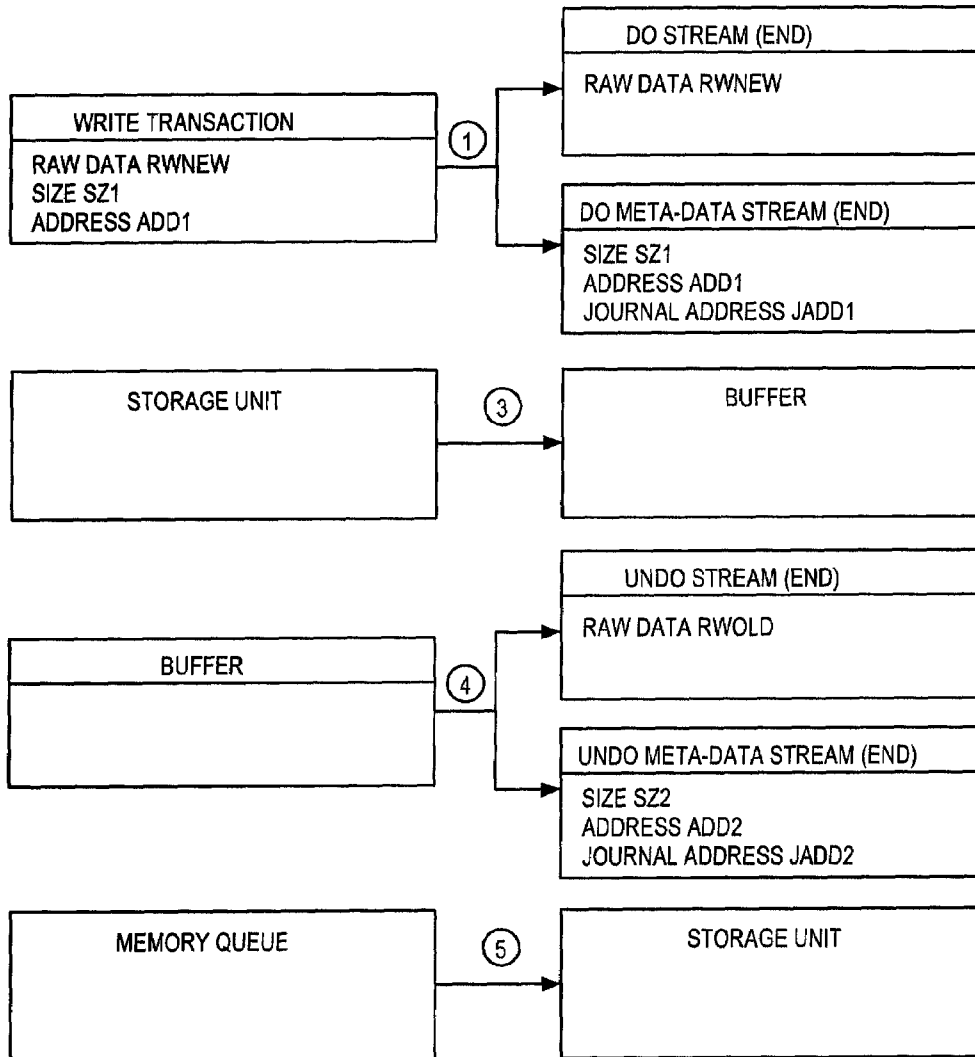 DO STREAM (END)
RAW DATA RWNEW
WRITE TRANSACTION
RAW DATA RWNEW
SIZE SZ1
ADDRESS ADD1
1
DO META-DATA STREAM (END)
SIZE SZ1
ADDRESS ADD1
JOURNAL ADDRESS JADD1
STORAGE UNIT
3
BUFFER
UNDO STREAM (END)
RAW DATA RWOLD
BUFFER
4
UNDO META-DATA STREAM (END)
SIZE SZ2
ADDRESS ADD2
JOURNAL ADDRESS JADD2
MEMORY QUEUE
5
STORAGE UNIT